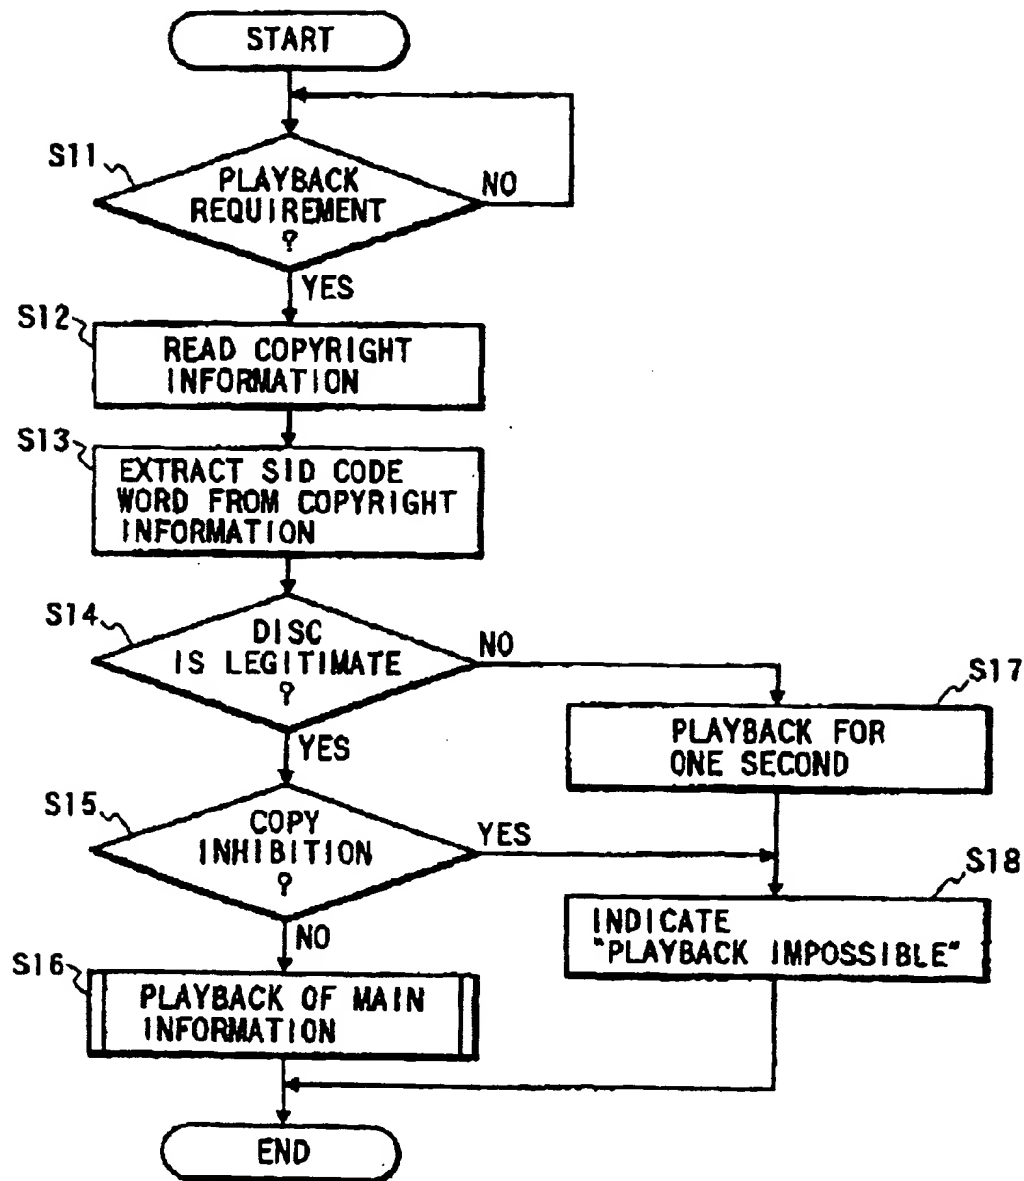 START
S11
PLAYBACK
REQUIREMENT
?
NO
YES
S12
READ COPYRIGHT
INFORMATION
S13
EXTRACT SID CODE
WORD FROM COPYRIGHT
INFORMATION
S14
DISC
IS LEGITIMATE
?
NO
YES
S17
PLAYBACK FOR
ONE SECOND
S15
COPY
INHIBITION
?
YES
NO
S18
INDICATE
"PLAYBACK IMPOSSIBLE"
S16
PLAYBACK OF MAIN
INFORMATION
END